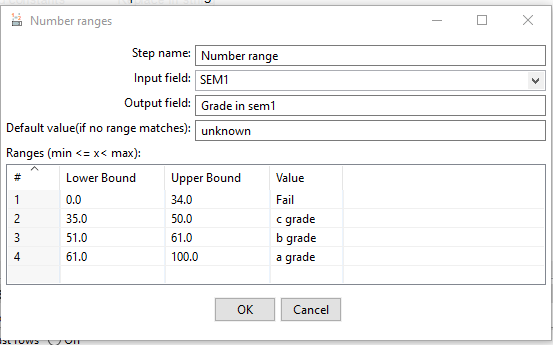 Number ranges
Step name: Number range
Input field: SEM1
Output field: Grade in sem1
Default value(if no range matches): unknown
Ranges (min <= x< max):
# Lower Bound Upper Bound Value
1 0.0 34.0 Fail
2 35.0 50.0 c grade
3 51.0 61.0 b grade
4 61.0 100.0 a grade
OK Cancel